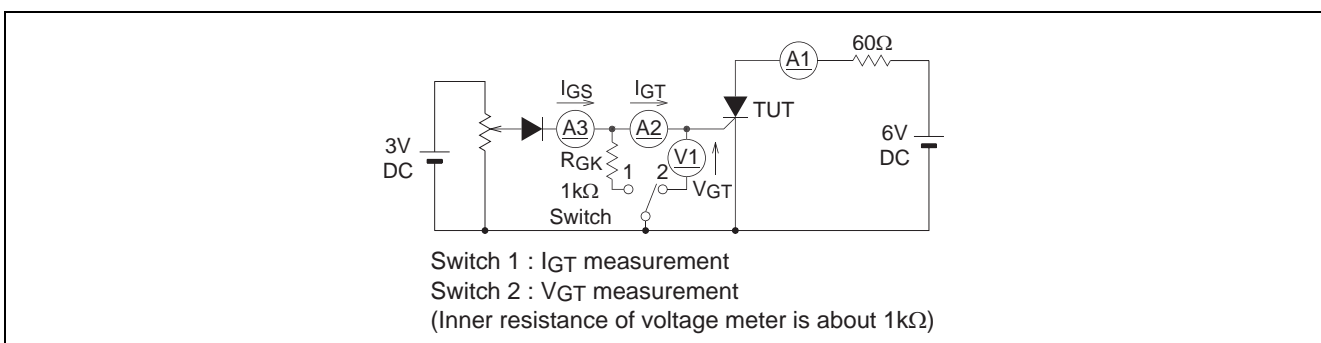 60Ω
A1
IGS
IGT
TUT
A3
A2
3V
DC
6V
DC
RGK
1
2
V1
1kΩ
VGT
Switch
Switch 1 : IGT measurement
Switch 2 : VGT measurement
(Inner resistance of voltage meter is about 1kΩ)